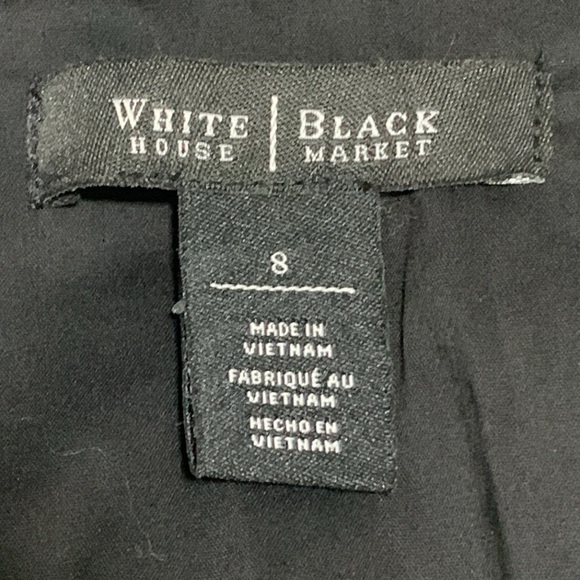 WHITE HOUSE | BLACK MARKET
8
MADE IN
VIETNAM
FABRIQUÉ AU
VIETNAM
HECHO EN
VIETNAM